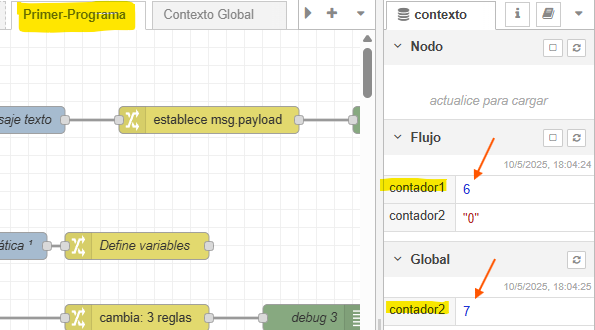 Primer-Programa
Contexto Global
contexto
Nodo
actualice para cargar
saje texto
establece msg.payload
Flujo
10/5/2025, 18:04:24
contador1 6
contador2 "0"
ática ¹
Define variables
Global
10/5/2025, 18:04:25
contador2 7
cambia: 3 reglas
debug 3